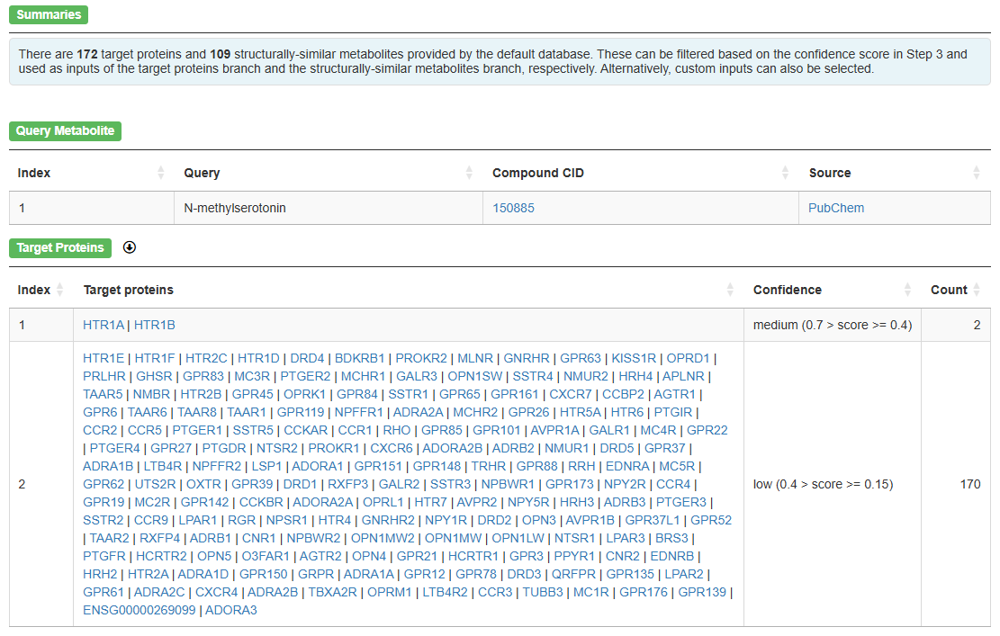 Summaries
There are 172 target proteins and 109 structurally-similar metabolites provided by the default database. These can be filtered based on the confidence score in Step 3 and
used as inputs of the target proteins branch and the structurally-similar metabolites branch, respectively. Alternatively, custom inputs can also be selected.
Query Metabolite
Index Query Compound CID Source
1 N-methylserotonin 150885 PubChem
Target Proteins
Index Target proteins Confidence Count
1 HTR1A | HTR1B medium (0.7 > score >= 0.4) 2
HTR1E | HTR1F | HTR2C | HTR1D | DRD4 | BDKRB1 | PROKR2 | MLNR | GNRHR | GPR63 | KISS1R | OPRD1 |
PRLHR | GHSR | GPR83 | MC3R | PTGER2 | MCHR1 | GALR3 | OPN1SW | SSTR4 | NMUR2 | HRH4 | APLNR |
TAAR5 | NMBR | HTR2B | GPR45 | OPRK1 | GPR84 | SSTR1 | GPR65 | GPR161 | CXCR7 | CCBP2 | AGTR1 |
GPR6 | TAAR6 | TAAR8 | TAAR1 | GPR119 | NPFFR1 | ADRA2A | MCHR2 | GPR26 | HTR5A | HTR6 | PTGIR |
CCR2 | CCR5 | PTGER1 | SSTR5 | CCKAR | CCR1 | RHO | GPR85 | GPR101 | AVPR1A | GALR1 | MC4R | GPR22
| PTGER4 | GPR27 | PTGDR | NTSR2 | PROKR1 | CXCR6 | ADORA2B | ADRB2 | NMUR1 | DRD5 | GPR37 |
ADRA1B | LTB4R | NPFFR2 | LSP1 | ADORA1 | GPR151 | GPR148 | TRHR | GPR88 | RRH | EDNRA | MC5R |
GPR62 | UTS2R | OXTR | GPR39 | DRD1 | RXFP3 | GALR2 | SSTR3 | NPBWR1 | GPR173 | NPY2R | CCR4 |
2 low (0.4 > score >= 0.15) 170
GPR19 | MC2R | GPR142 | CCKBR | ADORA2A | OPRL1 | HTR7 | AVPR2 | NPY5R | HRH3 | ADRB3 | PTGER3 |
SSTR2 | CCR9 | LPAR1 | RGR | NPSR1 | HTR4 | GNRHR2 | NPY1R | DRD2 | OPN3 | AVPR1B | GPR37L1 | GPR52
| TAAR2 | RXFP4 | ADRB1 | CNR1 | NPBWR2 | OPN1MW2 | OPN1MW | OPN1LW | NTSR1 | LPAR3 | BRS3 |
PTGFR | HCRTR2 | OPN5 | O3FAR1 | AGTR2 | OPN4 | GPR21 | HCRTR1 | GPR3 | PPYR1 | CNR2 | EDNRB |
HRH2 | HTR2A | ADRA1D | GPR150 | GRPR | ADRA1A | GPR12 | GPR78 | DRD3 | QRFPR | GPR135 | LPAR2 |
GPR61 | ADRA2C | CXCR4 | ADRA2B | TBXA2R | OPRM1 | LTB4R2 | CCR3 | TUBB3 | MC1R | GPR176 | GPR139 |
ENSG00000269099 | ADORA3